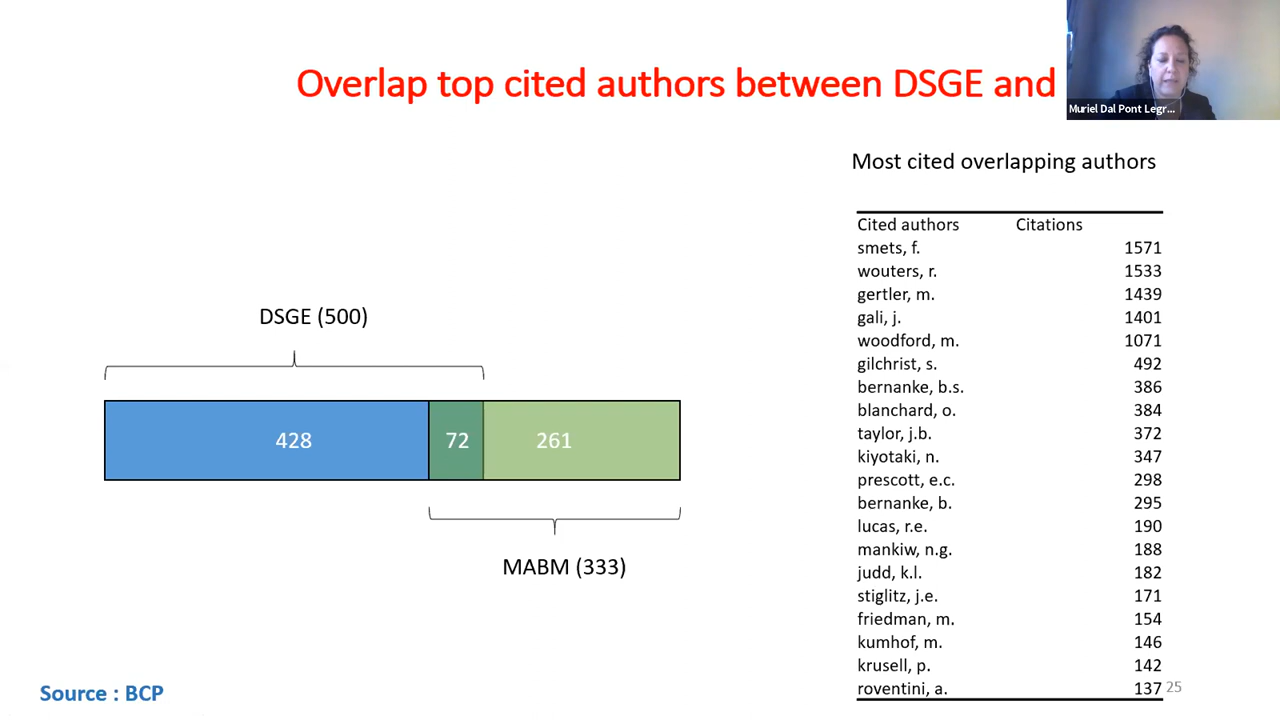 Overlap top cited authors between DSGE and
Muriel Dal Pont Legr...
Most cited overlapping authors
Cited authors Citations
smets, f. 1571
wouters, r. 1533
gertler, m. 1439
gali, j. 1401
woodford, m. 1071
gilchrist, s. 492
bernanke, b.s. 386
blanchard, o. 384
taylor, j.b. 372
kiyotaki, n. 347
prescott, e.c. 298
bernanke, b. 295
lucas, r.e. 190
mankiw, n.g. 188
judd, k.l. 182
stiglitz, j.e. 171
friedman, m. 154
kumhof, m. 146
krusell, p. 142
roventini, a. 137
DSGE (500)
428 72 261
MABM (333)
Source : BCP
25